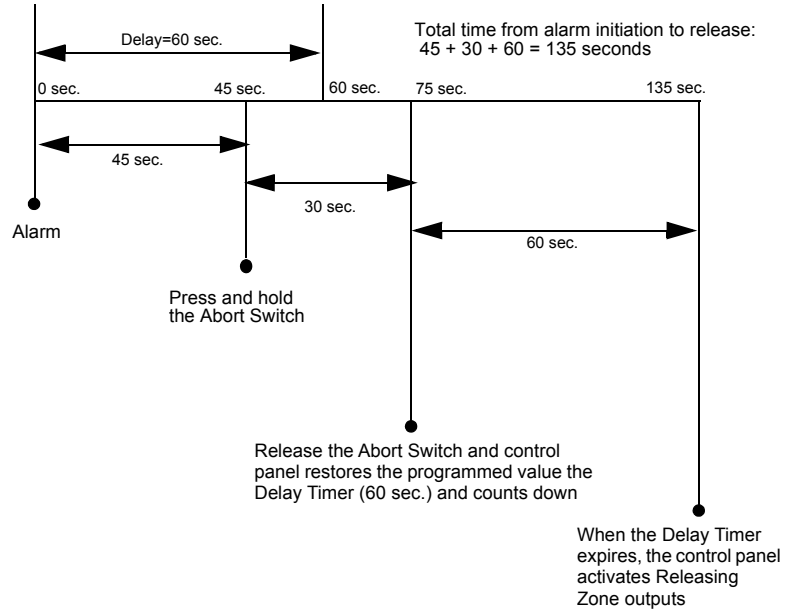 Delay=60 sec.
Total time from alarm initiation to release:
45 + 30 + 60 = 135 seconds
0 sec.
45 sec.
60 sec.
75 sec.
135 sec.
45 sec.
30 sec.
60 sec.
Alarm
Press and hold
the Abort Switch
Release the Abort Switch and control
panel restores the programmed value the
Delay Timer (60 sec.) and counts down
When the Delay Timer
expires, the control panel
activates Releasing
Zone outputs